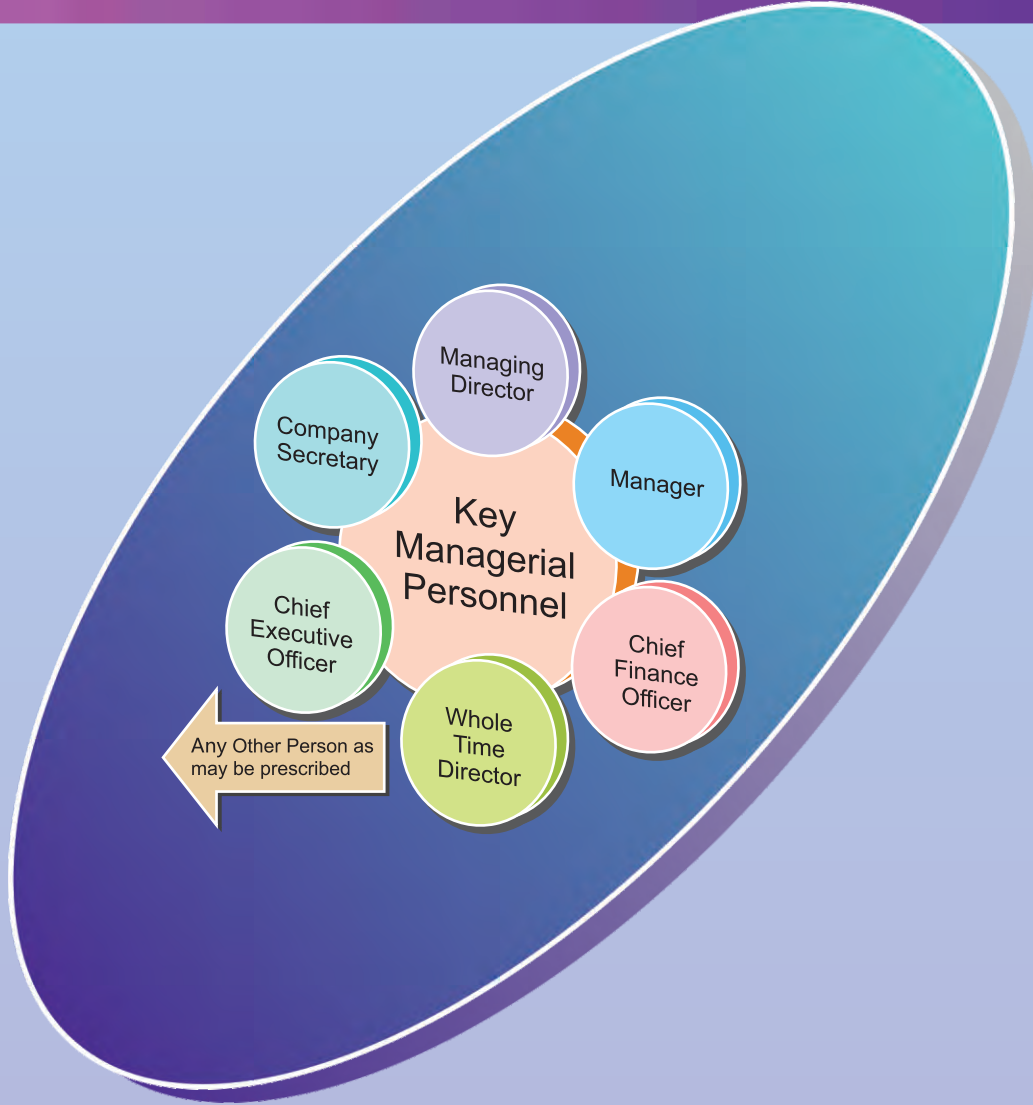 Managing
Director
Company
Secretary
Manager
Key
Managerial
Personnel
Chief
Executive
Officer
Chief
Finance
Officer
Whole
Time
Director
Any Other Person as
may be prescribed